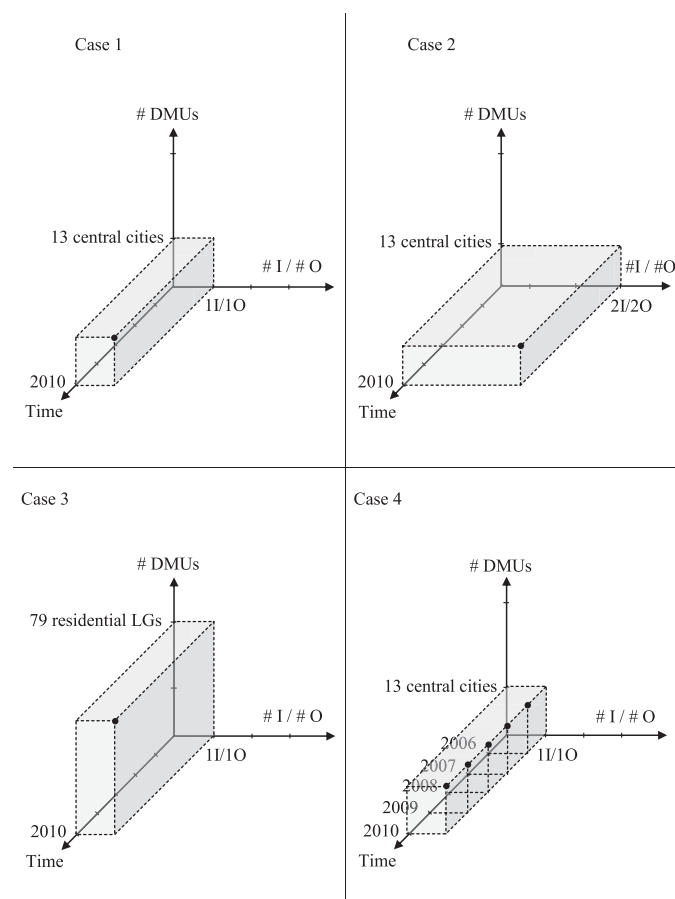 Case 1
# DMUs
13 central cities
# I / # O
1I/1O
2010
Time
Case 2
# DMUs
13 central cities
#I / #O
2I/2O
2010
Time
Case 3
# DMUs
79 residential LGs
# I / # O
1I/1O
2010
Time
Case 4
# DMUs
13 central cities
# I / # O
1I/1O
2006
2007
2008
2009
2010
Time